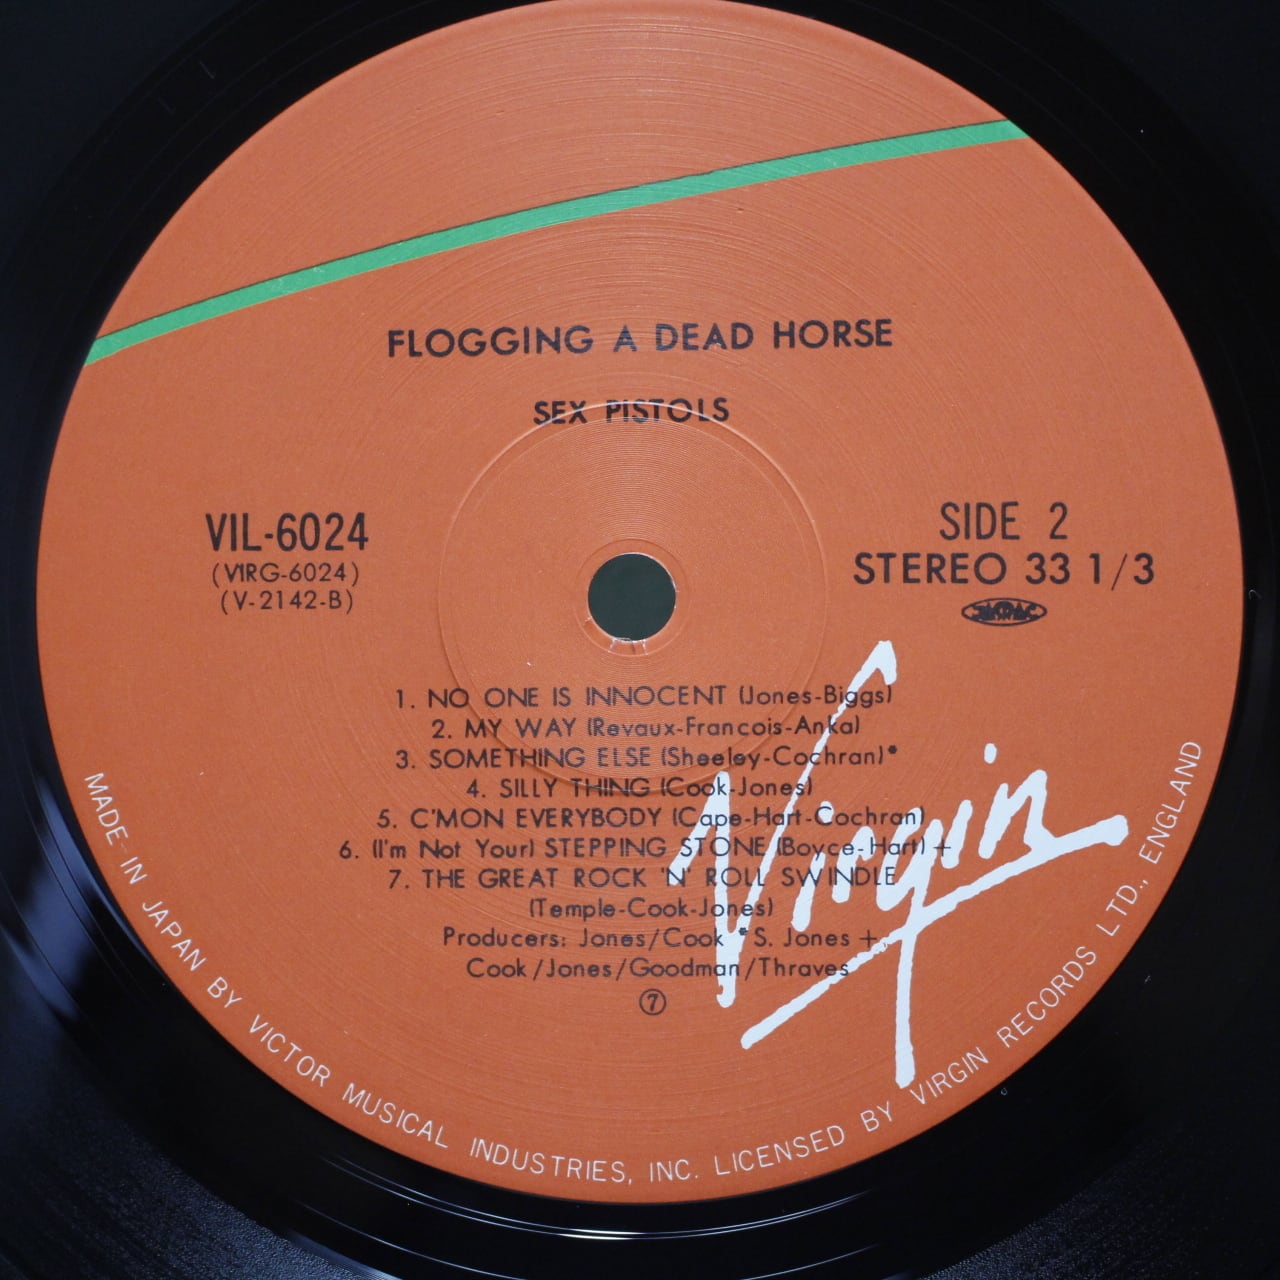 FLOGGING A DEAD HORSE
SEX PISTOLS
VIL-6024
(VIRG-6024)
(V-2142-B)
SIDE 2
STEREO 33 1/3
1. NO ONE IS INNOCENT (Jones-Biggs)
2. MY WAY (Revaux-Francois-Anka)
3. SOMETHING ELSE (Sheeley-Cochran)*
4. SILLY THING (Cook-Jones)
5. C'MON EVERYBODY (Cape-Hart-Cochran)
6. (I'm Not Your) STEPPING STONE (Boyce-Hart) +
7. THE GREAT ROCK 'N' ROLL SWINDLE
(Temple-Cook-Jones)
Producers: Jones/Cook *S. Jones +
Cook/Jones/Goodman/Thraves
⑦
Virgin
MADE-IN JAPAN BY VICTOR MUSICAL INDUSTRIES, INC. LICENSED BY VIRGIN RECORDS LTD., ENGLAND